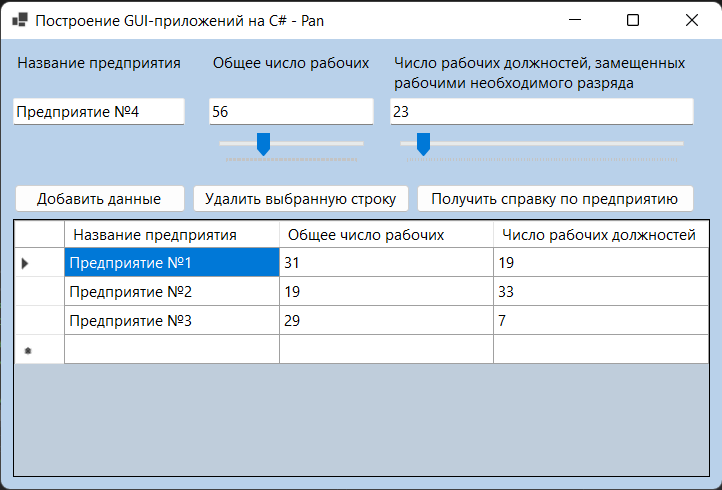 Построение GUI-приложений на C# - Pan
Название предприятия
Общее число рабочих
Число рабочих должностей, замещенных
рабочими необходимого разряда
Предприятие №4
56
23
Добавить данные
Удалить выбранную строку
Получить справку по предприятию
Название предприятия
Общее число рабочих
Число рабочих должностей
Предприятие №1
31
19
Предприятие №2
19
33
Предприятие №3
29
7